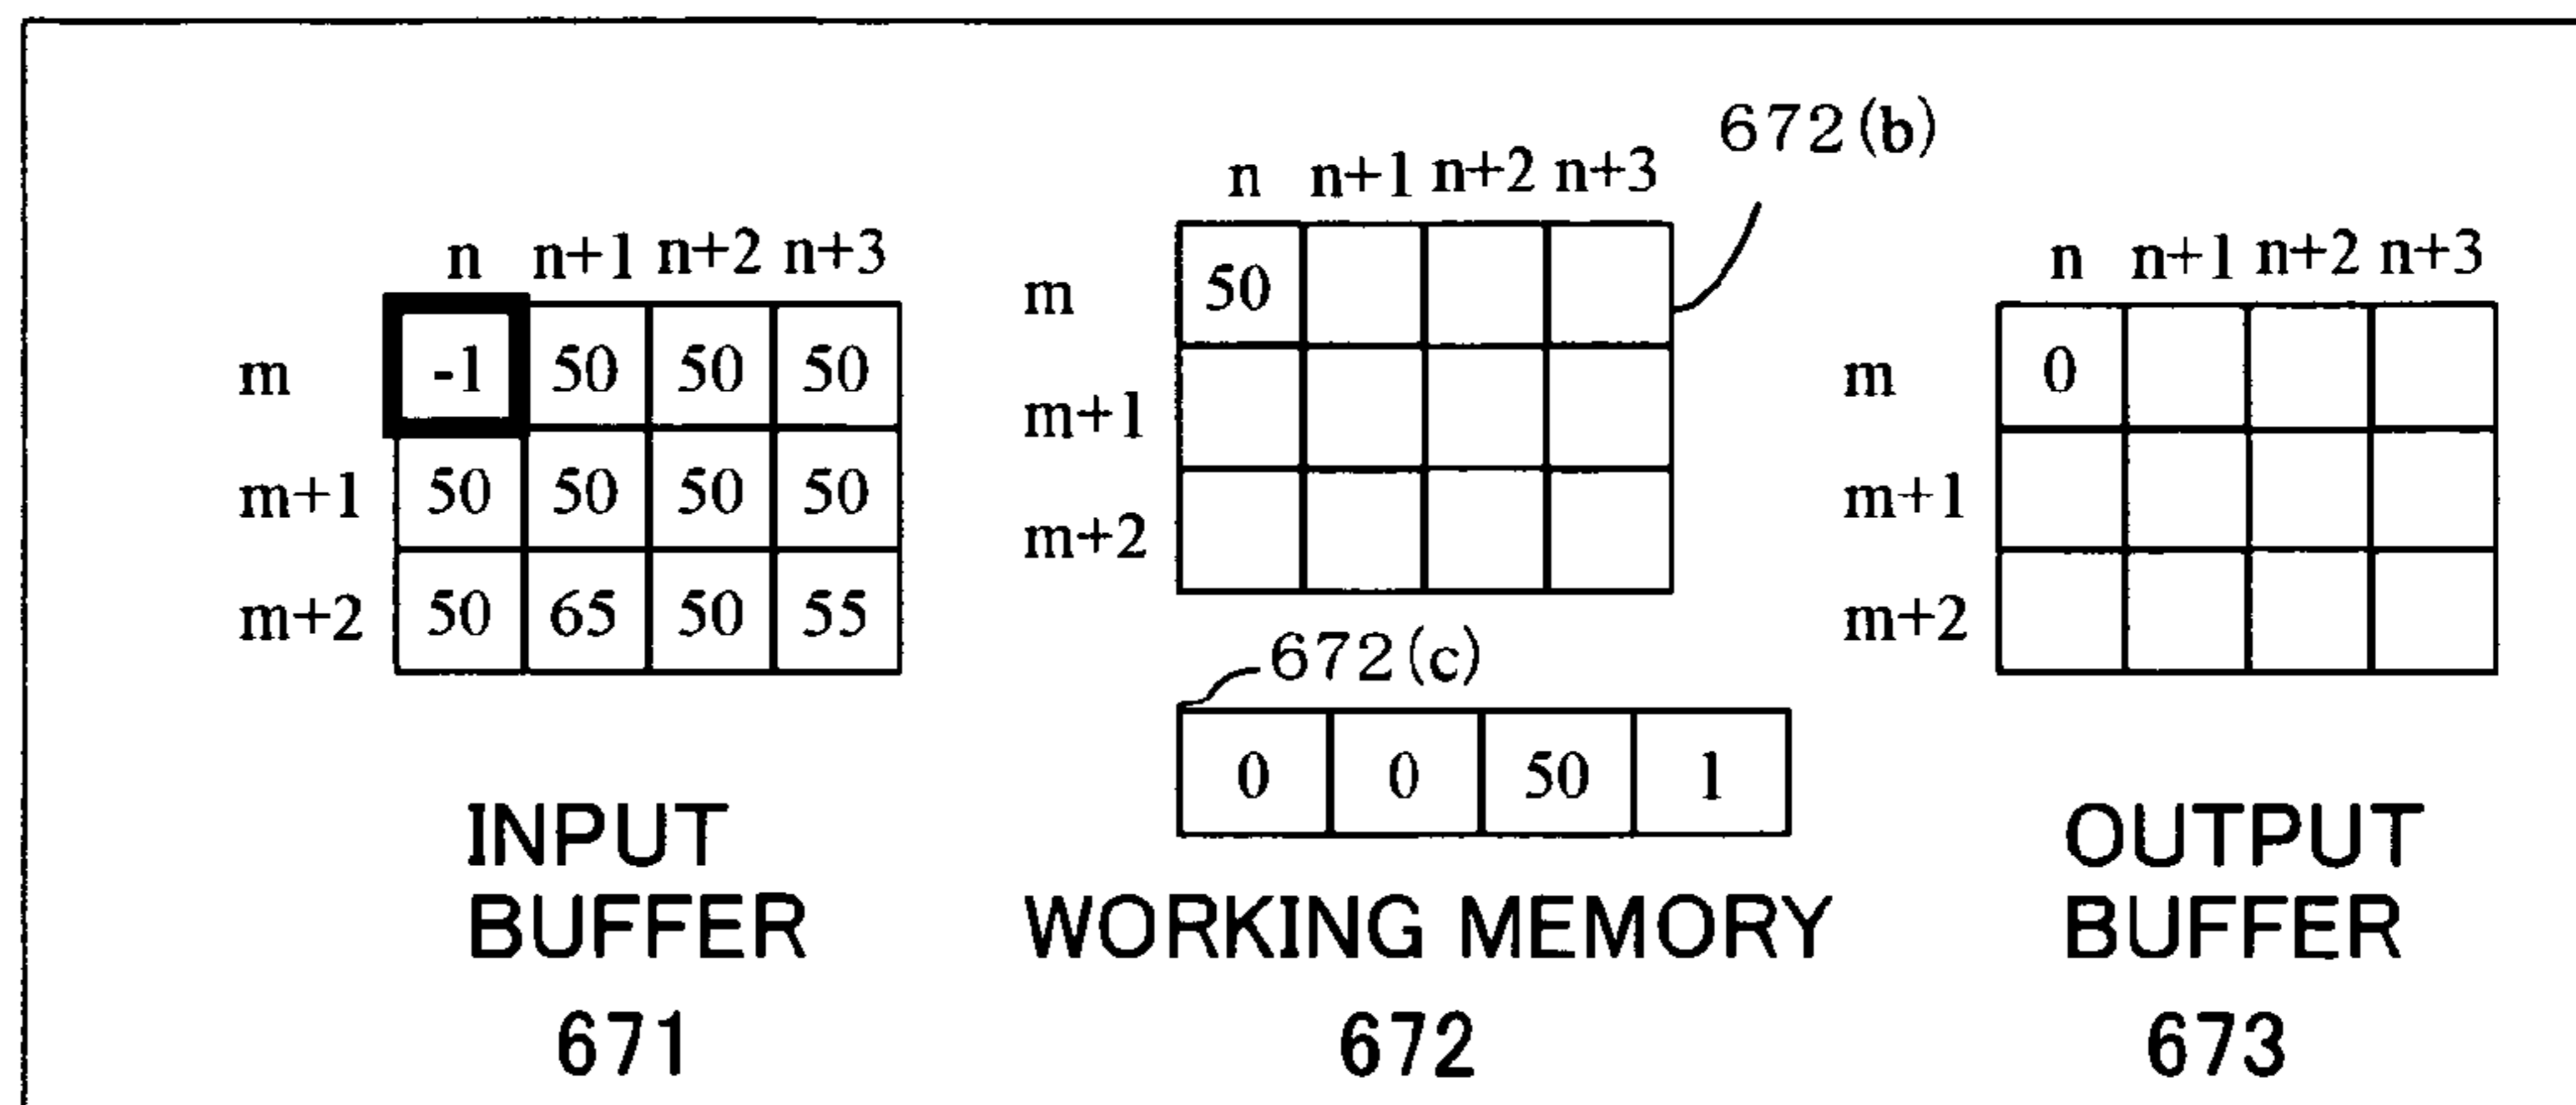 672(b)
n n+1 n+2 n+3
m -1 50 50 50
m+1 50 50 50 50
m+2 50 65 50 55
INPUT
BUFFER
671
n n+1 n+2 n+3
m 50
m+1
m+2
672(c)
0 0 50 1
WORKING MEMORY
672
n n+1 n+2 n+3
m 0
m+1
m+2
OUTPUT
BUFFER
673